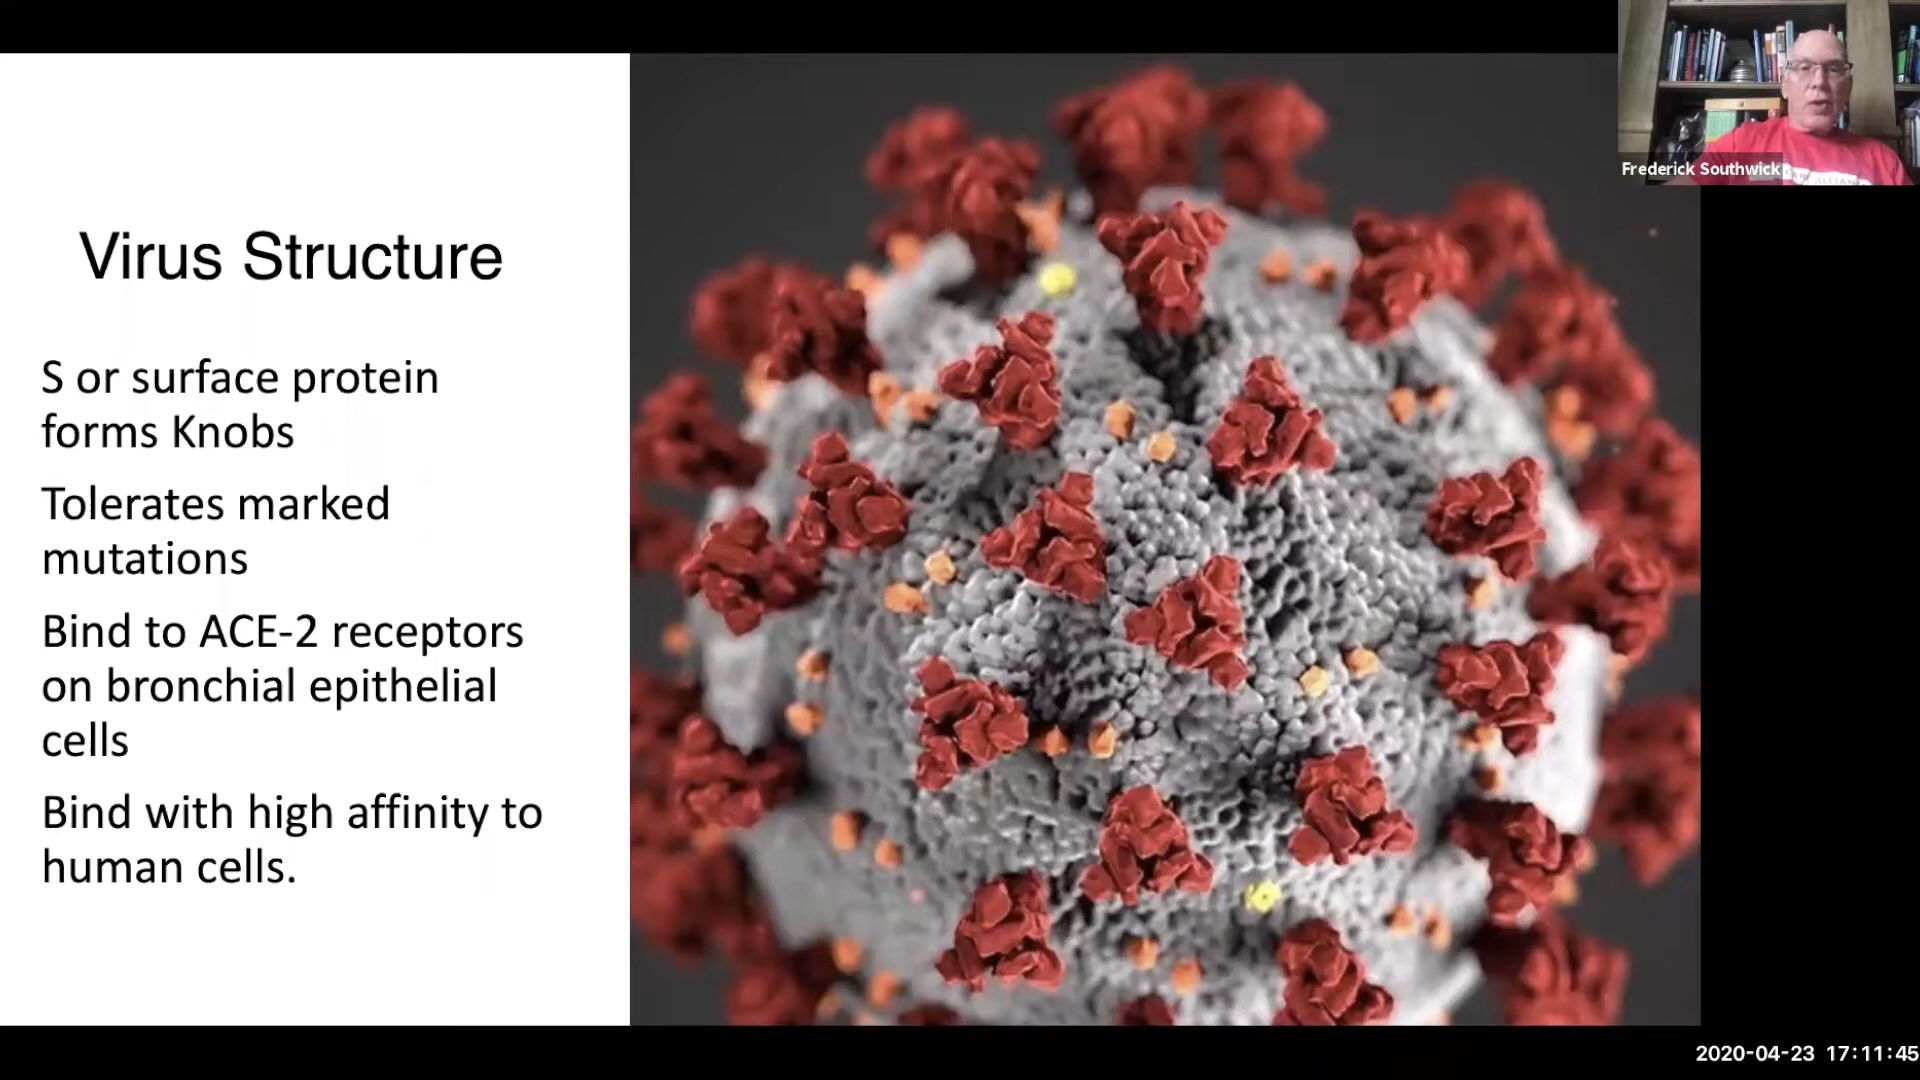 Frederick Southwick
Virus Structure
S or surface protein
forms Knobs
Tolerates marked
mutations
Bind to ACE-2 receptors
on bronchial epithelial
cells
Bind with high affinity to
human cells.
2020-04-23 17:11:45